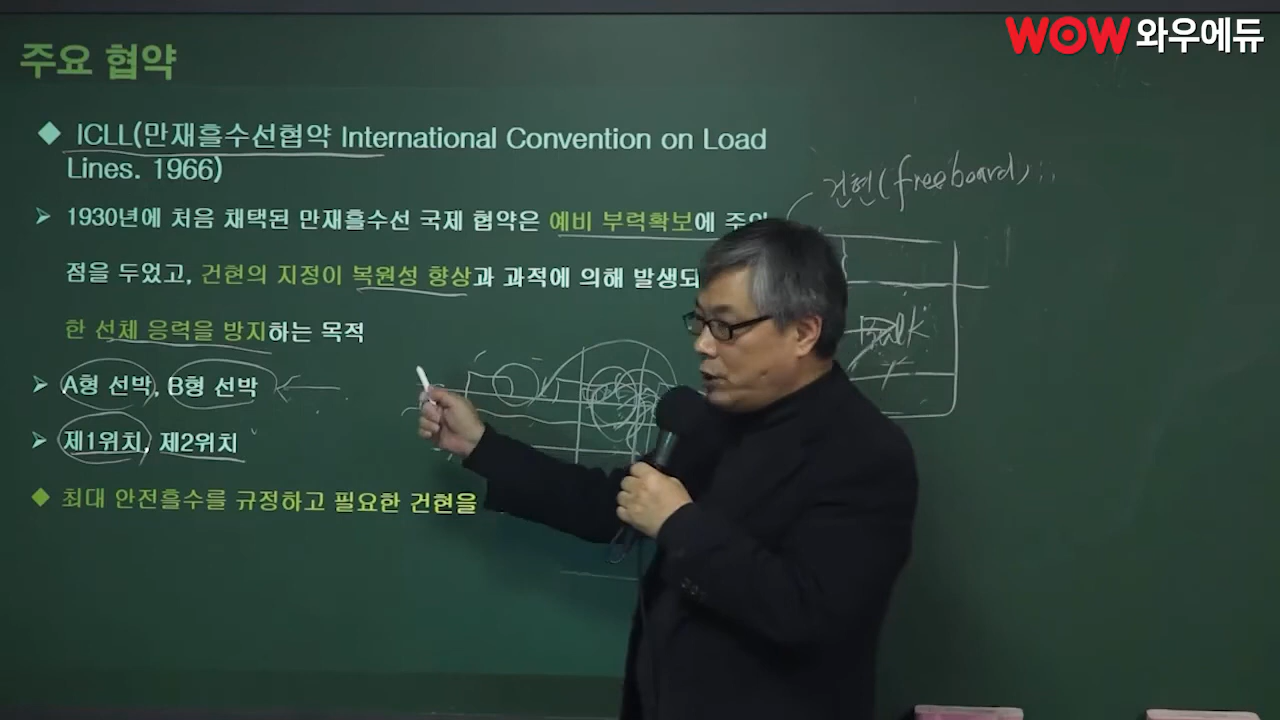 WOW 와우에듀
주요 협약
◆ ICLL(만재흘수선협약 International Convention on Load
Lines. 1966)
건현(freeboard)
➢ 1930년에 처음 채택된 만재흘수선 국제 협약은 예비 부력확보에 주
점을 두었고, 건현의 지정이 복원성 향상과 과적에 의해 발생되
한 선체 응력을 방지하는 목적
Bulk
➢ A형 선박, B형 선박
➢ 제1위치, 제2위치
◆ 최대 안전흘수를 규정하고 필요한 건현을